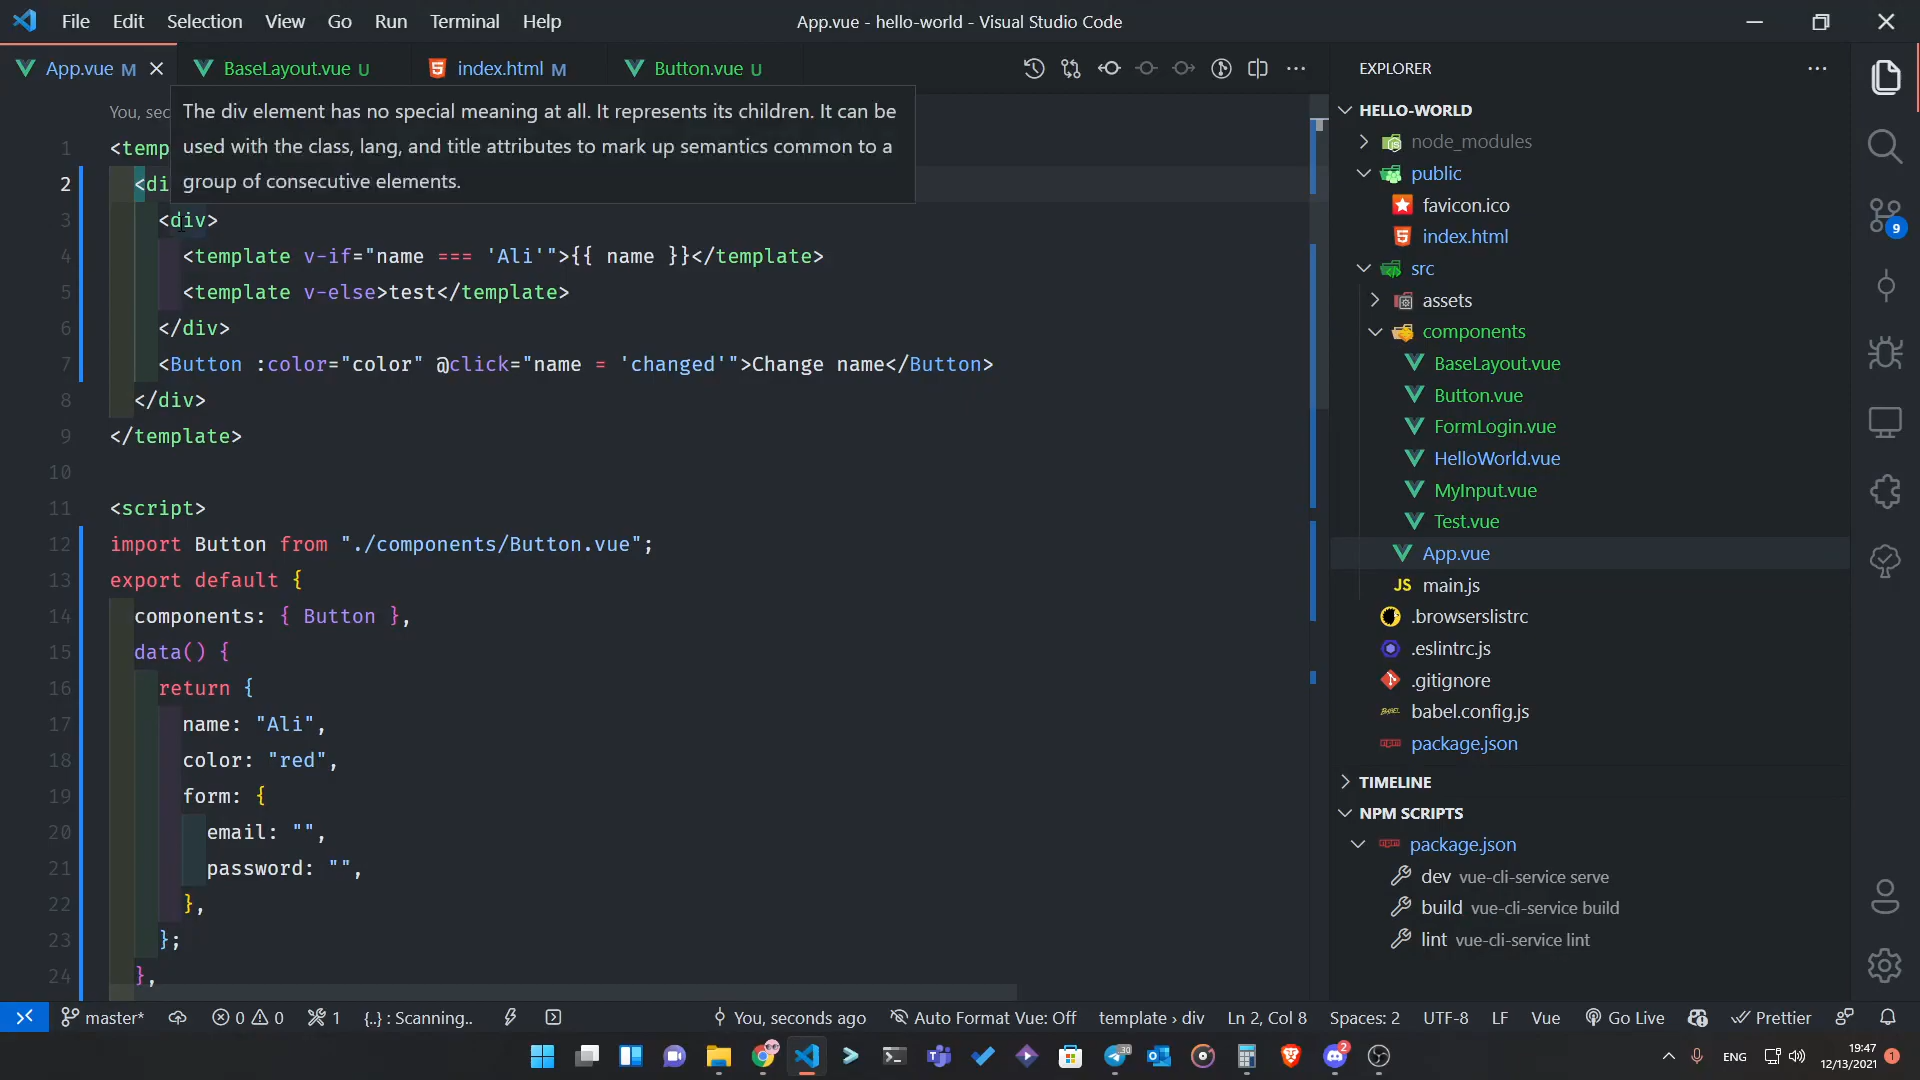 File Edit Selection View Go Run Terminal Help
App.vue - hello-world - Visual Studio Code
App.vue M
BaseLayout.vue U
index.html M
Button.vue U
You, sec
The div element has no special meaning at all. It represents its children. It can be
used with the class, lang, and title attributes to mark up semantics common to a
group of consecutive elements.
1 <temp
2 <di
3 <div>
4 <template v-if="name === 'Ali'">{{ name }}</template>
5 <template v-else>test</template>
6 </div>
7 <Button :color="color" @click="name = 'changed'">Change name</Button>
8 </div>
9 </template>
10
11 <script>
12 import Button from "./components/Button.vue";
13 export default {
14 components: { Button },
15 data() {
16 return {
17 name: "Ali",
18 color: "red",
19 form: {
20 email: "",
21 password: "",
22 },
23 };
24 },
EXPLORER
HELLO-WORLD
node_modules
public
favicon.ico
index.html
src
assets
components
BaseLayout.vue
Button.vue
FormLogin.vue
HelloWorld.vue
MyInput.vue
Test.vue
App.vue
JS main.js
.browserslistrc
.eslintrc.js
.gitignore
babel.config.js
package.json
TIMELINE
NPM SCRIPTS
package.json
dev vue-cli-service serve
build vue-cli-service build
lint vue-cli-service lint
9
master* 0 0 1 {..} : Scanning.. You, seconds ago Auto Format Vue: Off template › div Ln 2, Col 8 Spaces: 2 UTF-8 LF Vue Go Live Prettier
30
2
ENG
19:47
12/13/2021
1